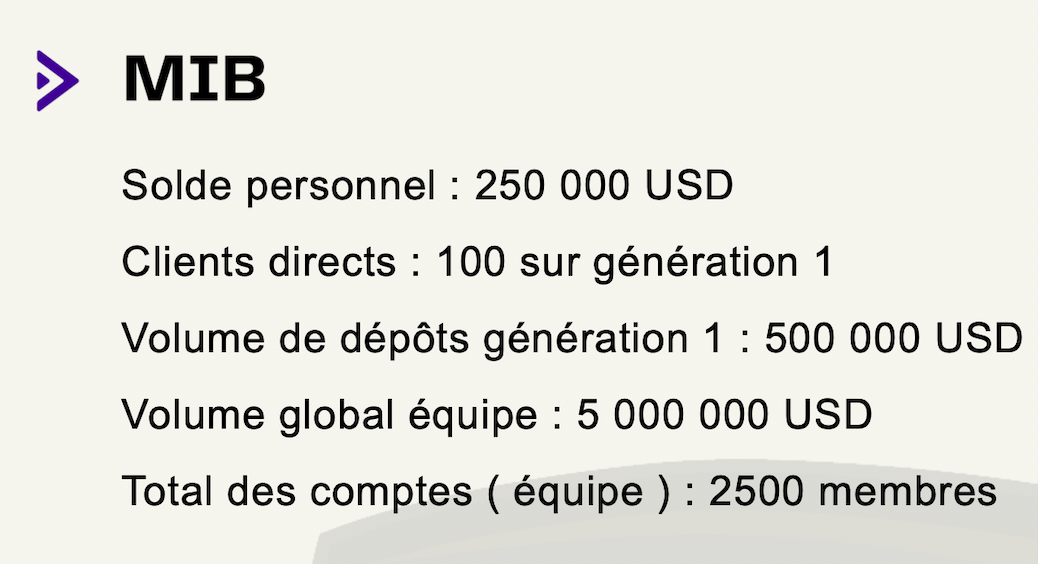 MIB
Solde personnel : 250 000 USD
Clients directs : 100 sur génération 1
Volume de dépôts génération 1 : 500 000 USD
Volume global équipe : 5 000 000 USD
Total des comptes ( équipe ) : 2500 membres